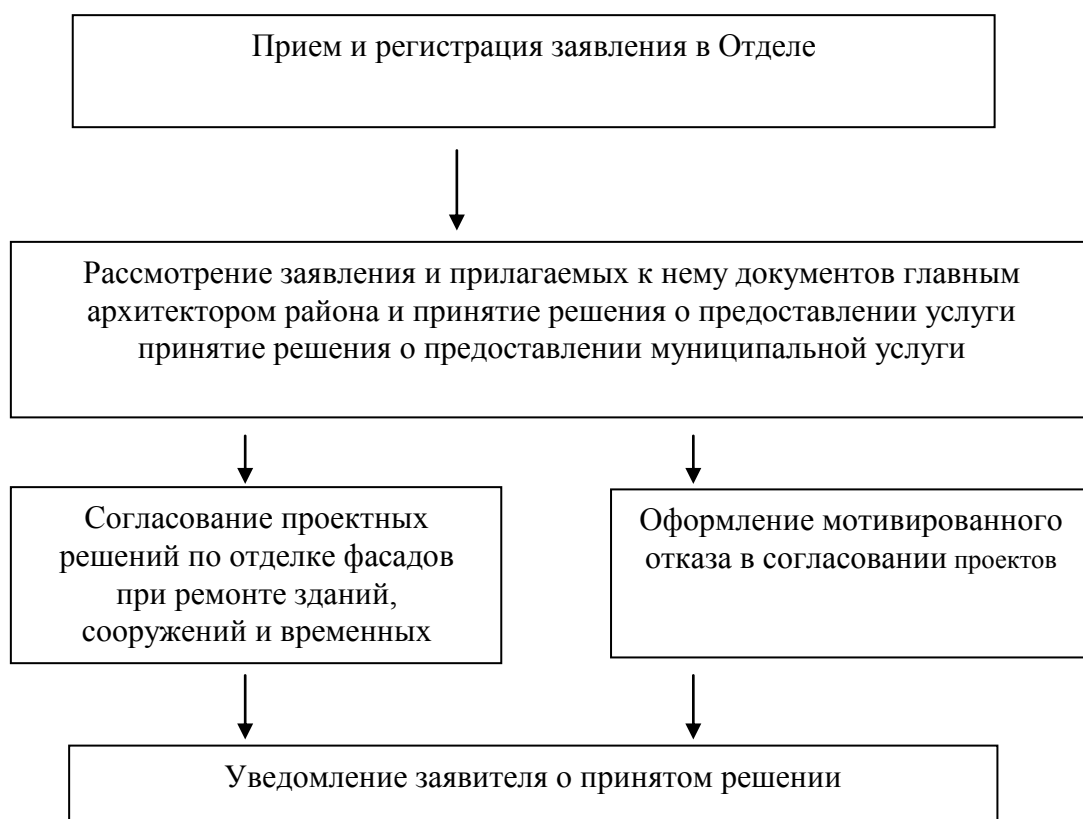 Прием и регистрация заявления в Отделе
Рассмотрение заявления и прилагаемых к нему документов главным
архитектором района и принятие решения о предоставлении услуги
принятие решения о предоставлении муниципальной услуги
Согласование проектных
решений по отделке фасадов
при ремонте зданий,
сооружений и временных
Оформление мотивированного
отказа в согласовании проектов
Уведомление заявителя о принятом решении